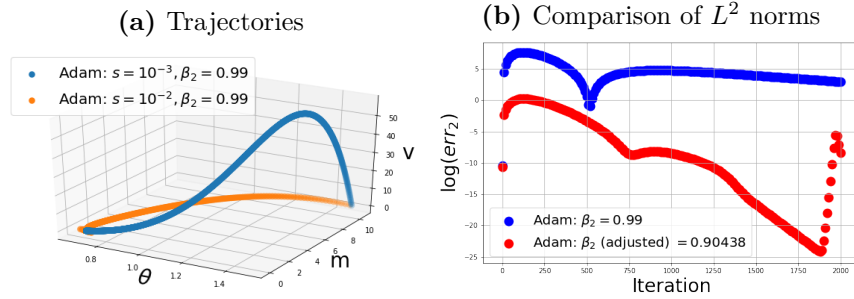 (a) Trajectories
Adam: s = 10⁻³, β₂ = 0.99
Adam: s = 10⁻², β₂ = 0.99
50
40
30
20
10
0
v
0.8
1.0
1.2
1.4
θ
0
2
4
6
8
10
m
(b) Comparison of L² norms
5
0
-5
-10
-15
-20
-25
log(err₂)
Adam: β₂ = 0.99
Adam: β₂ (adjusted) = 0.90438
0 250 500 750 1000 1250 1500 1750 2000
Iteration